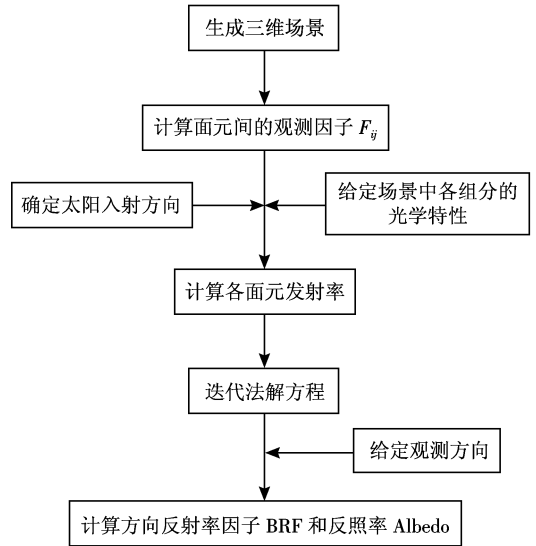 生成三维场景
计算面元间的观测因子 Fij
确定太阳入射方向
给定场景中各组分的
光学特性
计算各面元发射率
迭代法解方程
给定观测方向
计算方向反射率因子 BRF 和反照率 Albedo